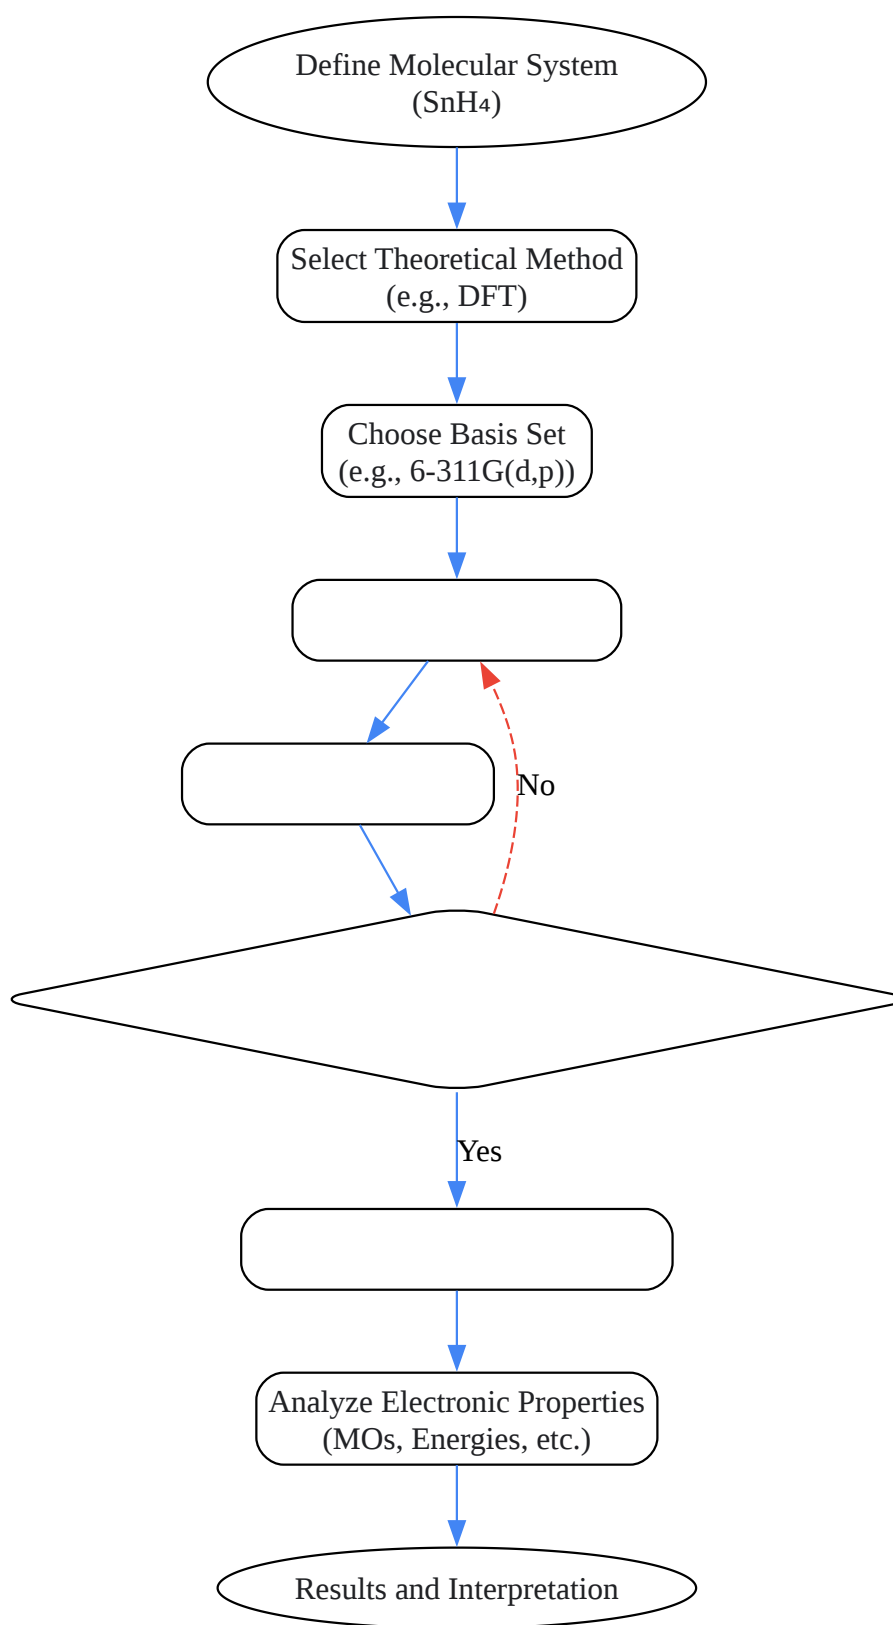 Define Molecular System
(SnH₄)
Select Theoretical Method
(e.g., DFT)
Choose Basis Set
(e.g., 6-311G(d,p))
No
Yes
Analyze Electronic Properties
(MOs, Energies, etc.)
Results and Interpretation